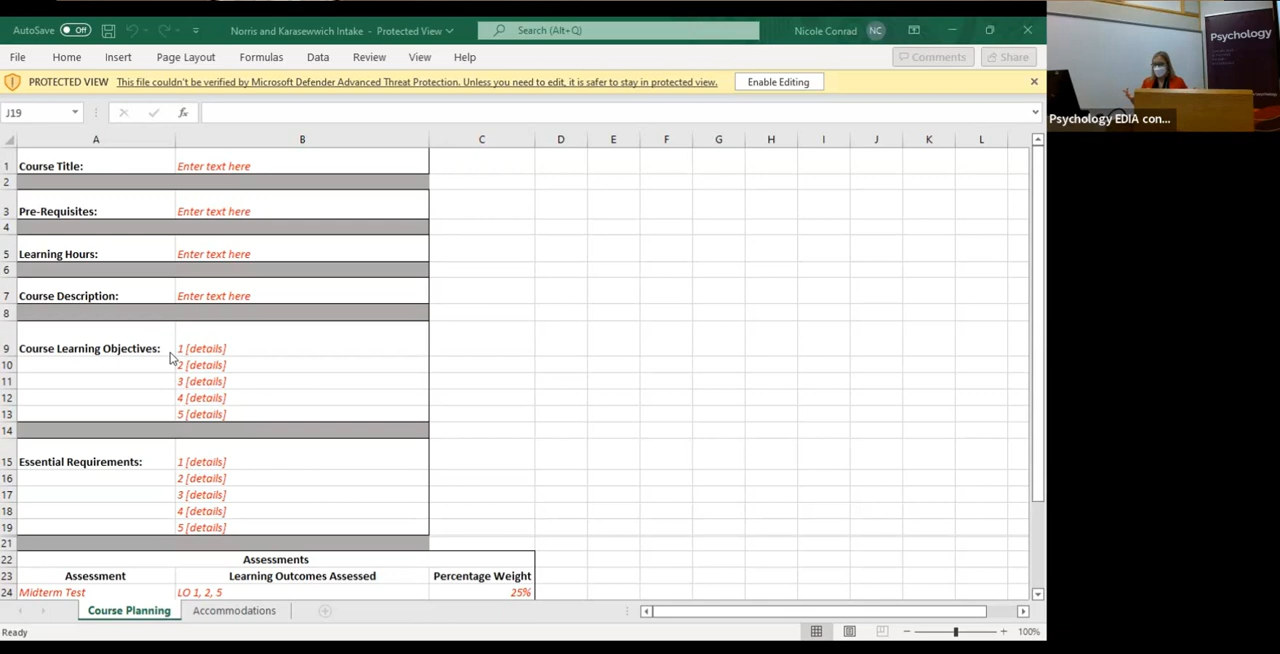 AutoSave Off
Norris and Karasewwich Intake - Protected View
Search (Alt+Q)
Nicole Conrad NC
File Home Insert Page Layout Formulas Data Review View Help
Comments Share
PROTECTED VIEW This file couldn't be verified by Microsoft Defender Advanced Threat Protection. Unless you need to edit, it is safer to stay in protected view. Enable Editing
J19 fx
A B C D E F G H I J K L
1 Course Title: Enter text here
2
3 Pre-Requisites: Enter text here
4
5 Learning Hours: Enter text here
6
7 Course Description: Enter text here
8
9 Course Learning Objectives: 1 [details]
10 2 [details]
11 3 [details]
12 4 [details]
13 5 [details]
14
15 Essential Requirements: 1 [details]
16 2 [details]
17 3 [details]
18 4 [details]
19 5 [details]
21
22 Assessments
23 Assessment Learning Outcomes Assessed Percentage Weight
24 Midterm Test LO 1, 2, 5 25%
Course Planning Accommodations
Ready 100%
Psychology
Psychology EDIA con...